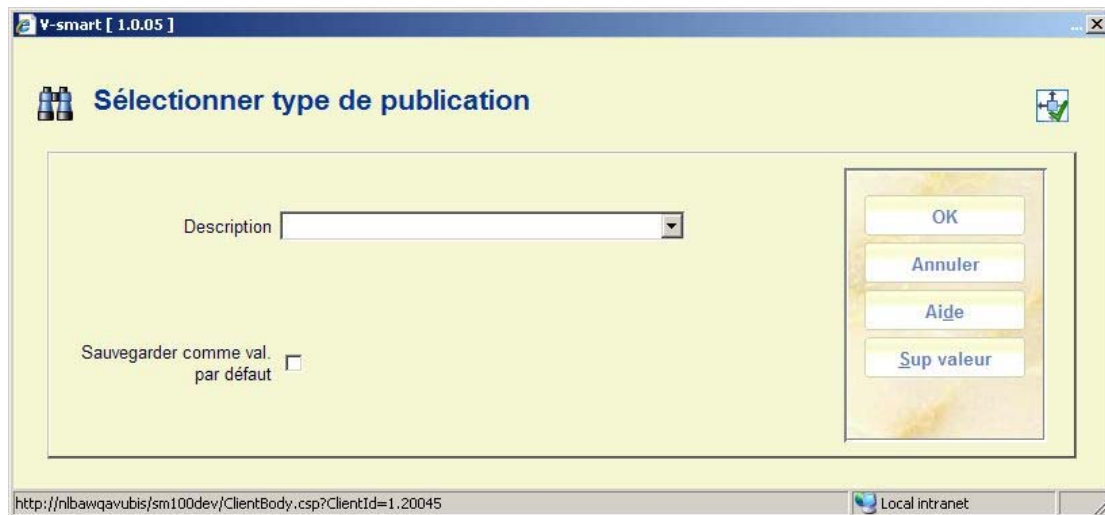 V-smart [ 1.0.05 ]
...
Sélectionner type de publication
Description
OK
Annuler
Aide
Sauvegarder comme val.
par défaut
Sup valeur
http://nlbawqavubis/sm100dev/ClientBody.csp?ClientId=1.20045
Local intranet